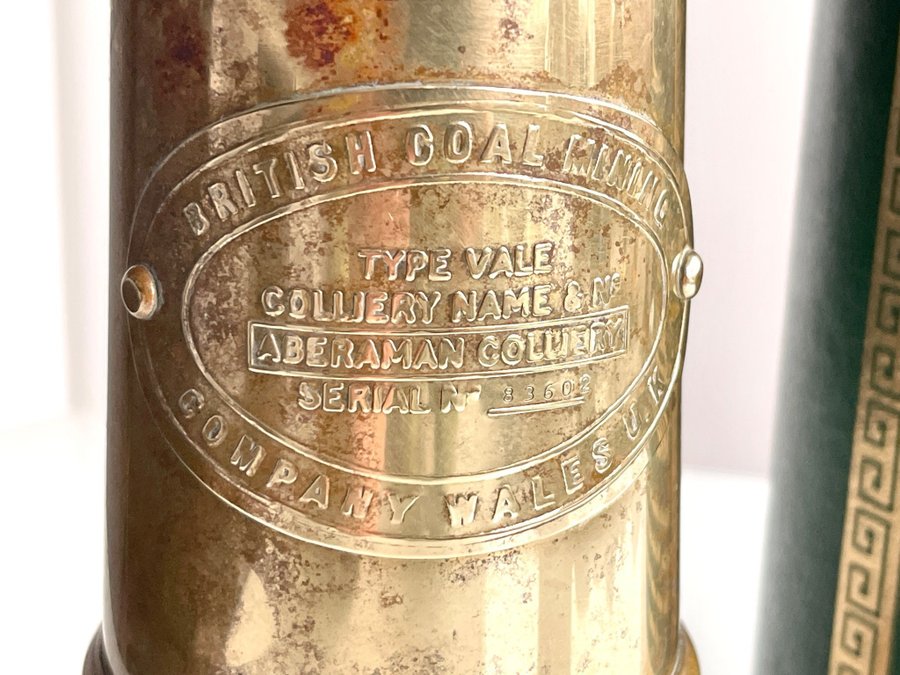 BRITISH COAL MINING
TYPE VALE
COLLIERY NAME & No
ABERAMAN COLLIERY
SERIAL No 83602
COMPANY WALES U.K